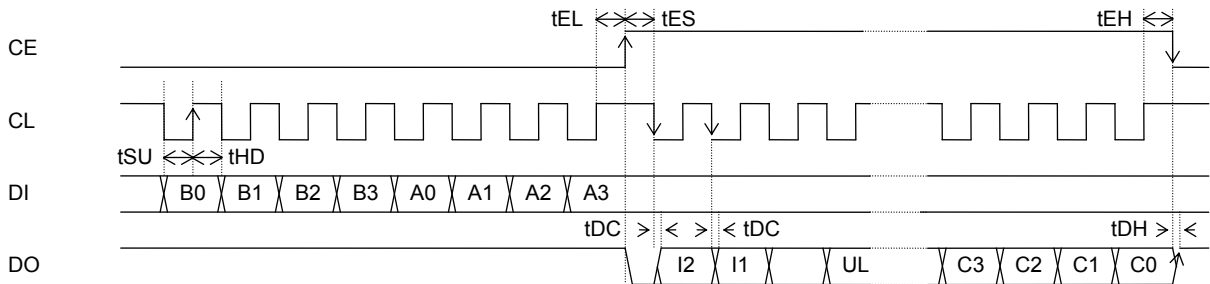 tEL tES tEH
CE
CL
tSU tHD
DI B0 B1 B2 B3 A0 A1 A2 A3
tDC tDC tDH
DO I2 I1 UL C3 C2 C1 C0